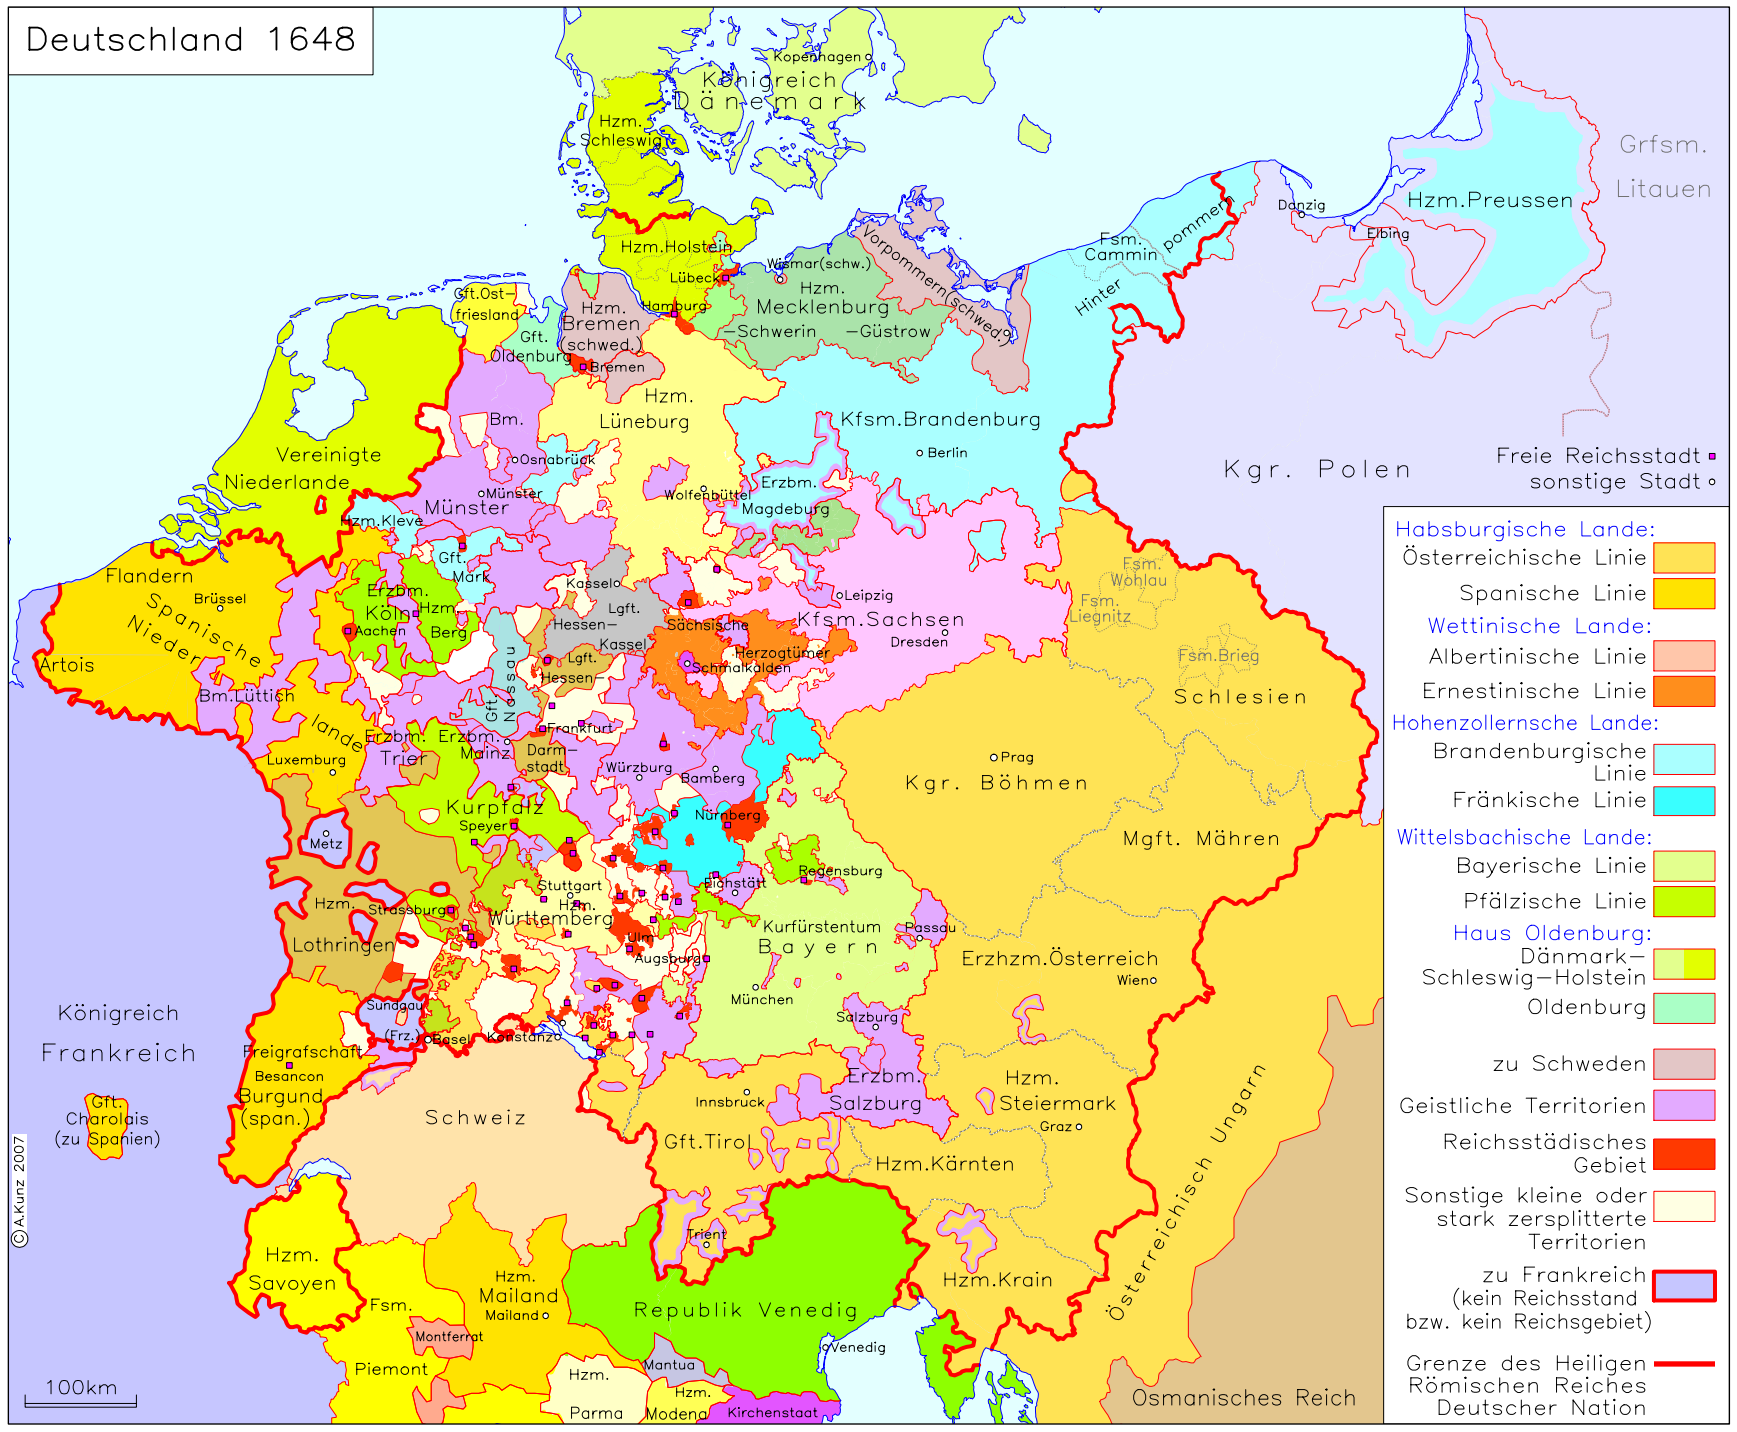 Deutschland 1648
Kopenhagen
Königreich
Dänemark
Hzm.
Schleswig
Grfsm.
Litauen
Hzm.Preussen
Danzig
Elbing
Fsm.
Cammin
Hinter
pommern
Hzm.Holstein
Lübeck
Hamburg
Wismar(schw.)
Vorpommern(schwed.)
Hzm.
Mecklenburg
–Schwerin
–Güstrow
Gft.Ost–
friesland
Gft.
Oldenburg
Hzm.
Bremen
(schwed.)
Bremen
Hzm.
Lüneburg
Kfsm.Brandenburg
Berlin
Kgr. Polen
Freie Reichsstadt
sonstige Stadt
Vereinigte
Niederlande
Bm.
Osnabrück
Münster
Münster
Wolfenbüttel
Erzbm.
Magdeburg
Hzm.Kleve
Gft.
Mark
Flandern
Brüssel
Spanische
Nieder
lande
Artois
Bm.Lüttich
Luxemburg
Erzbm.
Köln
Hzm.
Berg
Aachen
Kassel
Lgft.
Hessen–
Kassel
Lgft.
Hessen–
Darm–
stadt
Gft.
Nassau
Sächsische
Herzogtümer
Schmalkalden
Leipzig
Kfsm.Sachsen
Dresden
Fsm.
Wohlau
Fsm.
Liegnitz
Fsm.Brieg
Schlesien
Erzbm.
Trier
Erzbm.
Mainz
Frankfurt
Würzburg
Bamberg
Prag
Kgr. Böhmen
Mgft. Mähren
Kurpfalz
Speyer
Nürnberg
Metz
Hzm.
Lothringen
Strassburg
Stuttgart
Hzm.
Württemberg
Ulm
Augsburg
Eichstätt
Regensburg
Kurfürstentum
Bayern
München
Passau
Erzhzm.Österreich
Wien
Königreich
Frankreich
Sundgau
(Frz.)
Basel
Konstanz
Salzburg
Erzbm.
Salzburg
Hzm.
Steiermark
Graz
Freigrafschaft
Besancon
Burgund
(span.)
Gft.
Charolais
(zu Spanien)
Schweiz
Innsbruck
Gft.Tirol
Hzm.Kärnten
Trient
Hzm.Krain
Österreichisch Ungarn
Osmanisches Reich
Hzm.
Savoyen
Fsm.
Piemont
Montferrat
Hzm.
Mailand
Mailand
Republik Venedig
Venedig
Mantua
Hzm.
Parma
Hzm.
Modena
Kirchenstaat
100km
©A.Kunz 2007
Habsburgische Lande:
Österreichische Linie
Spanische Linie
Wettinische Lande:
Albertinische Linie
Ernestinische Linie
Hohenzollernsche Lande:
Brandenburgische
Linie
Fränkische Linie
Wittelsbachische Lande:
Bayerische Linie
Pfälzische Linie
Haus Oldenburg:
Dänmark–
Schleswig–Holstein
Oldenburg
zu Schweden
Geistliche Territorien
Reichsstädisches
Gebiet
Sonstige kleine oder
stark zersplitterte
Territorien
zu Frankreich
(kein Reichsstand
bzw. kein Reichsgebiet)
Grenze des Heiligen
Römischen Reiches
Deutscher Nation